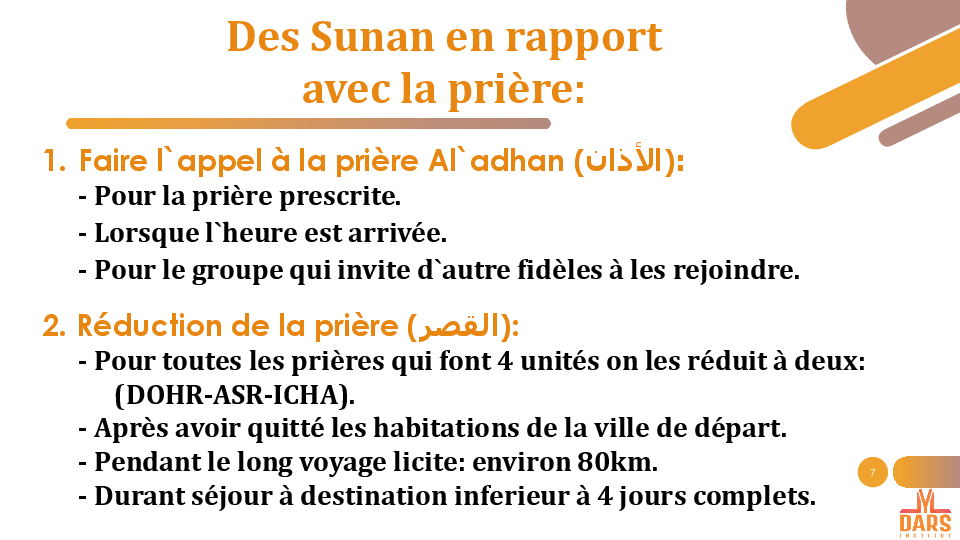 Des Sunan en rapport
avec la prière:
1. Faire l`appel à la prière Al`adhan (الأذان):
- Pour la prière prescrite.
- Lorsque l`heure est arrivée.
- Pour le groupe qui invite d`autre fidèles à les rejoindre.
2. Réduction de la prière (القصر):
- Pour toutes les prières qui font 4 unités on les réduit à deux:
(DOHR-ASR-ICHA).
- Après avoir quitté les habitations de la ville de départ.
- Pendant le long voyage licite: environ 80km.
- Durant séjour à destination inferieur à 4 jours complets.
7
DARS
INSTITUT